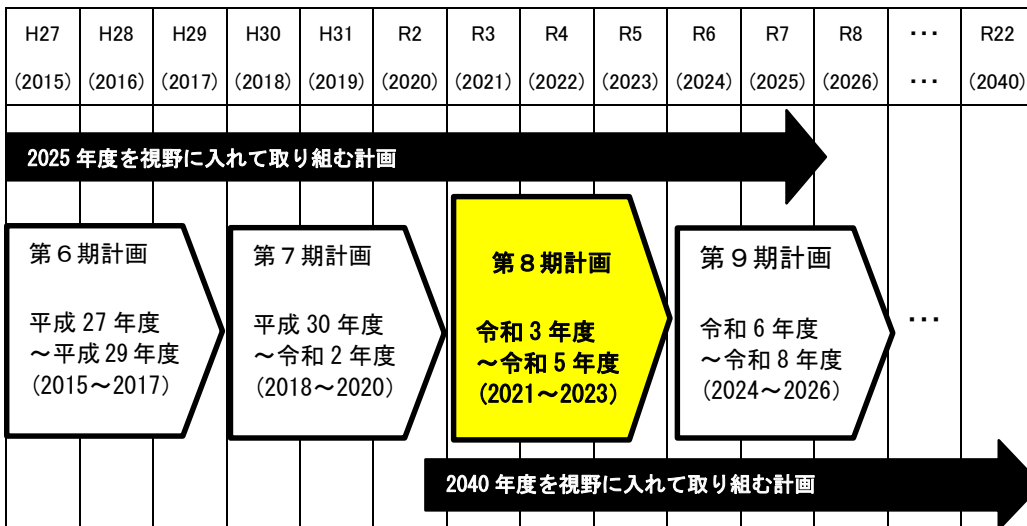 H27 H28 H29 H30 H31 R2 R3 R4 R5 R6 R7 R8 ・・・ R22
(2015) (2016) (2017) (2018) (2019) (2020) (2021) (2022) (2023) (2024) (2025) (2026) ・・・ (2040)
2025 年度を視野に入れて取り組む計画
第６期計画
平成 27 年度
～平成 29 年度
(2015～2017)
第７期計画
平成 30 年度
～令和 2 年度
(2018～2020)
第８期計画
令和 3 年度
～令和 5 年度
(2021～2023)
第９期計画
令和 6 年度
～令和 8 年度
(2024～2026)
・・・
2040 年度を視野に入れて取り組む計画